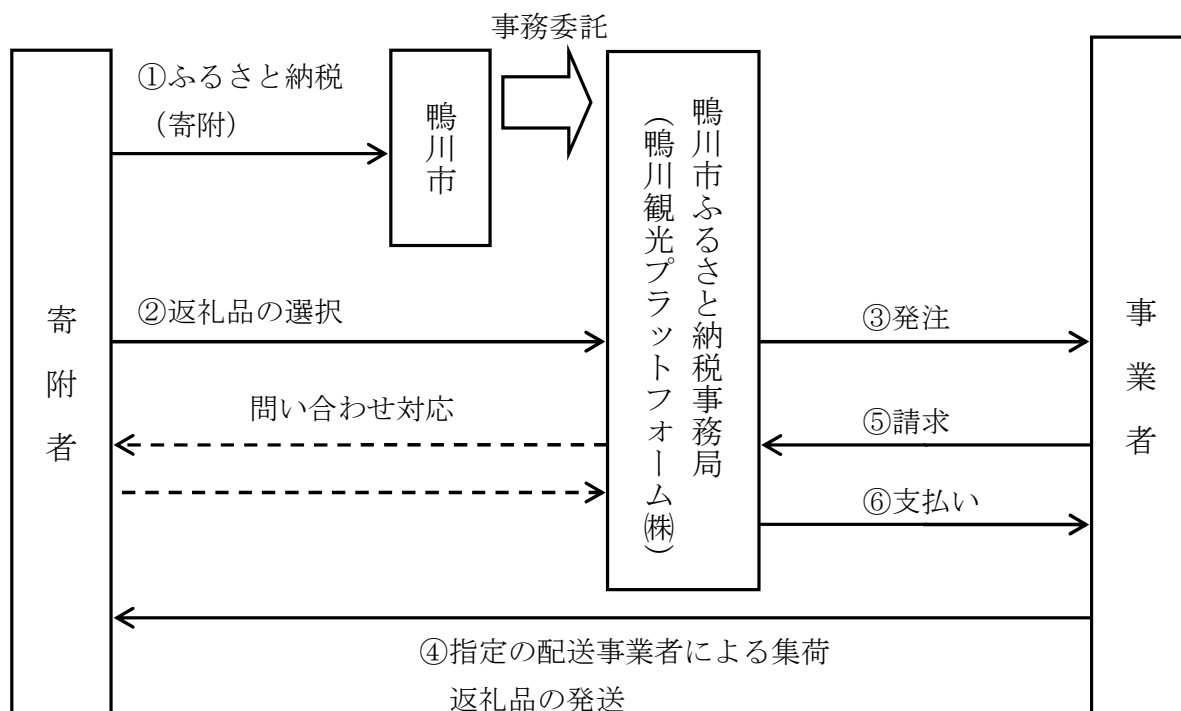 事務委託
①ふるさと納税
（寄附）
鴨川市
鴨川市ふるさと納税事務局
（鴨川観光プラットフォーム㈱）
寄附者
②返礼品の選択
③発注
事業者
問い合わせ対応
⑤請求
⑥支払い
④指定の配送事業者による集荷
返礼品の発送